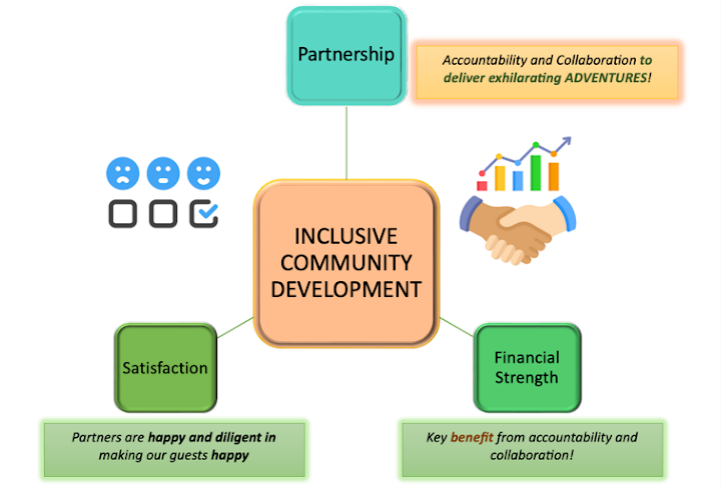 Partnership
Accountability and Collaboration to
deliver exhilarating ADVENTURES!
INCLUSIVE
COMMUNITY
DEVELOPMENT
Satisfaction
Financial
Strength
Partners are happy and diligent in
making our guests happy
Key benefit from accountability and
collaboration!